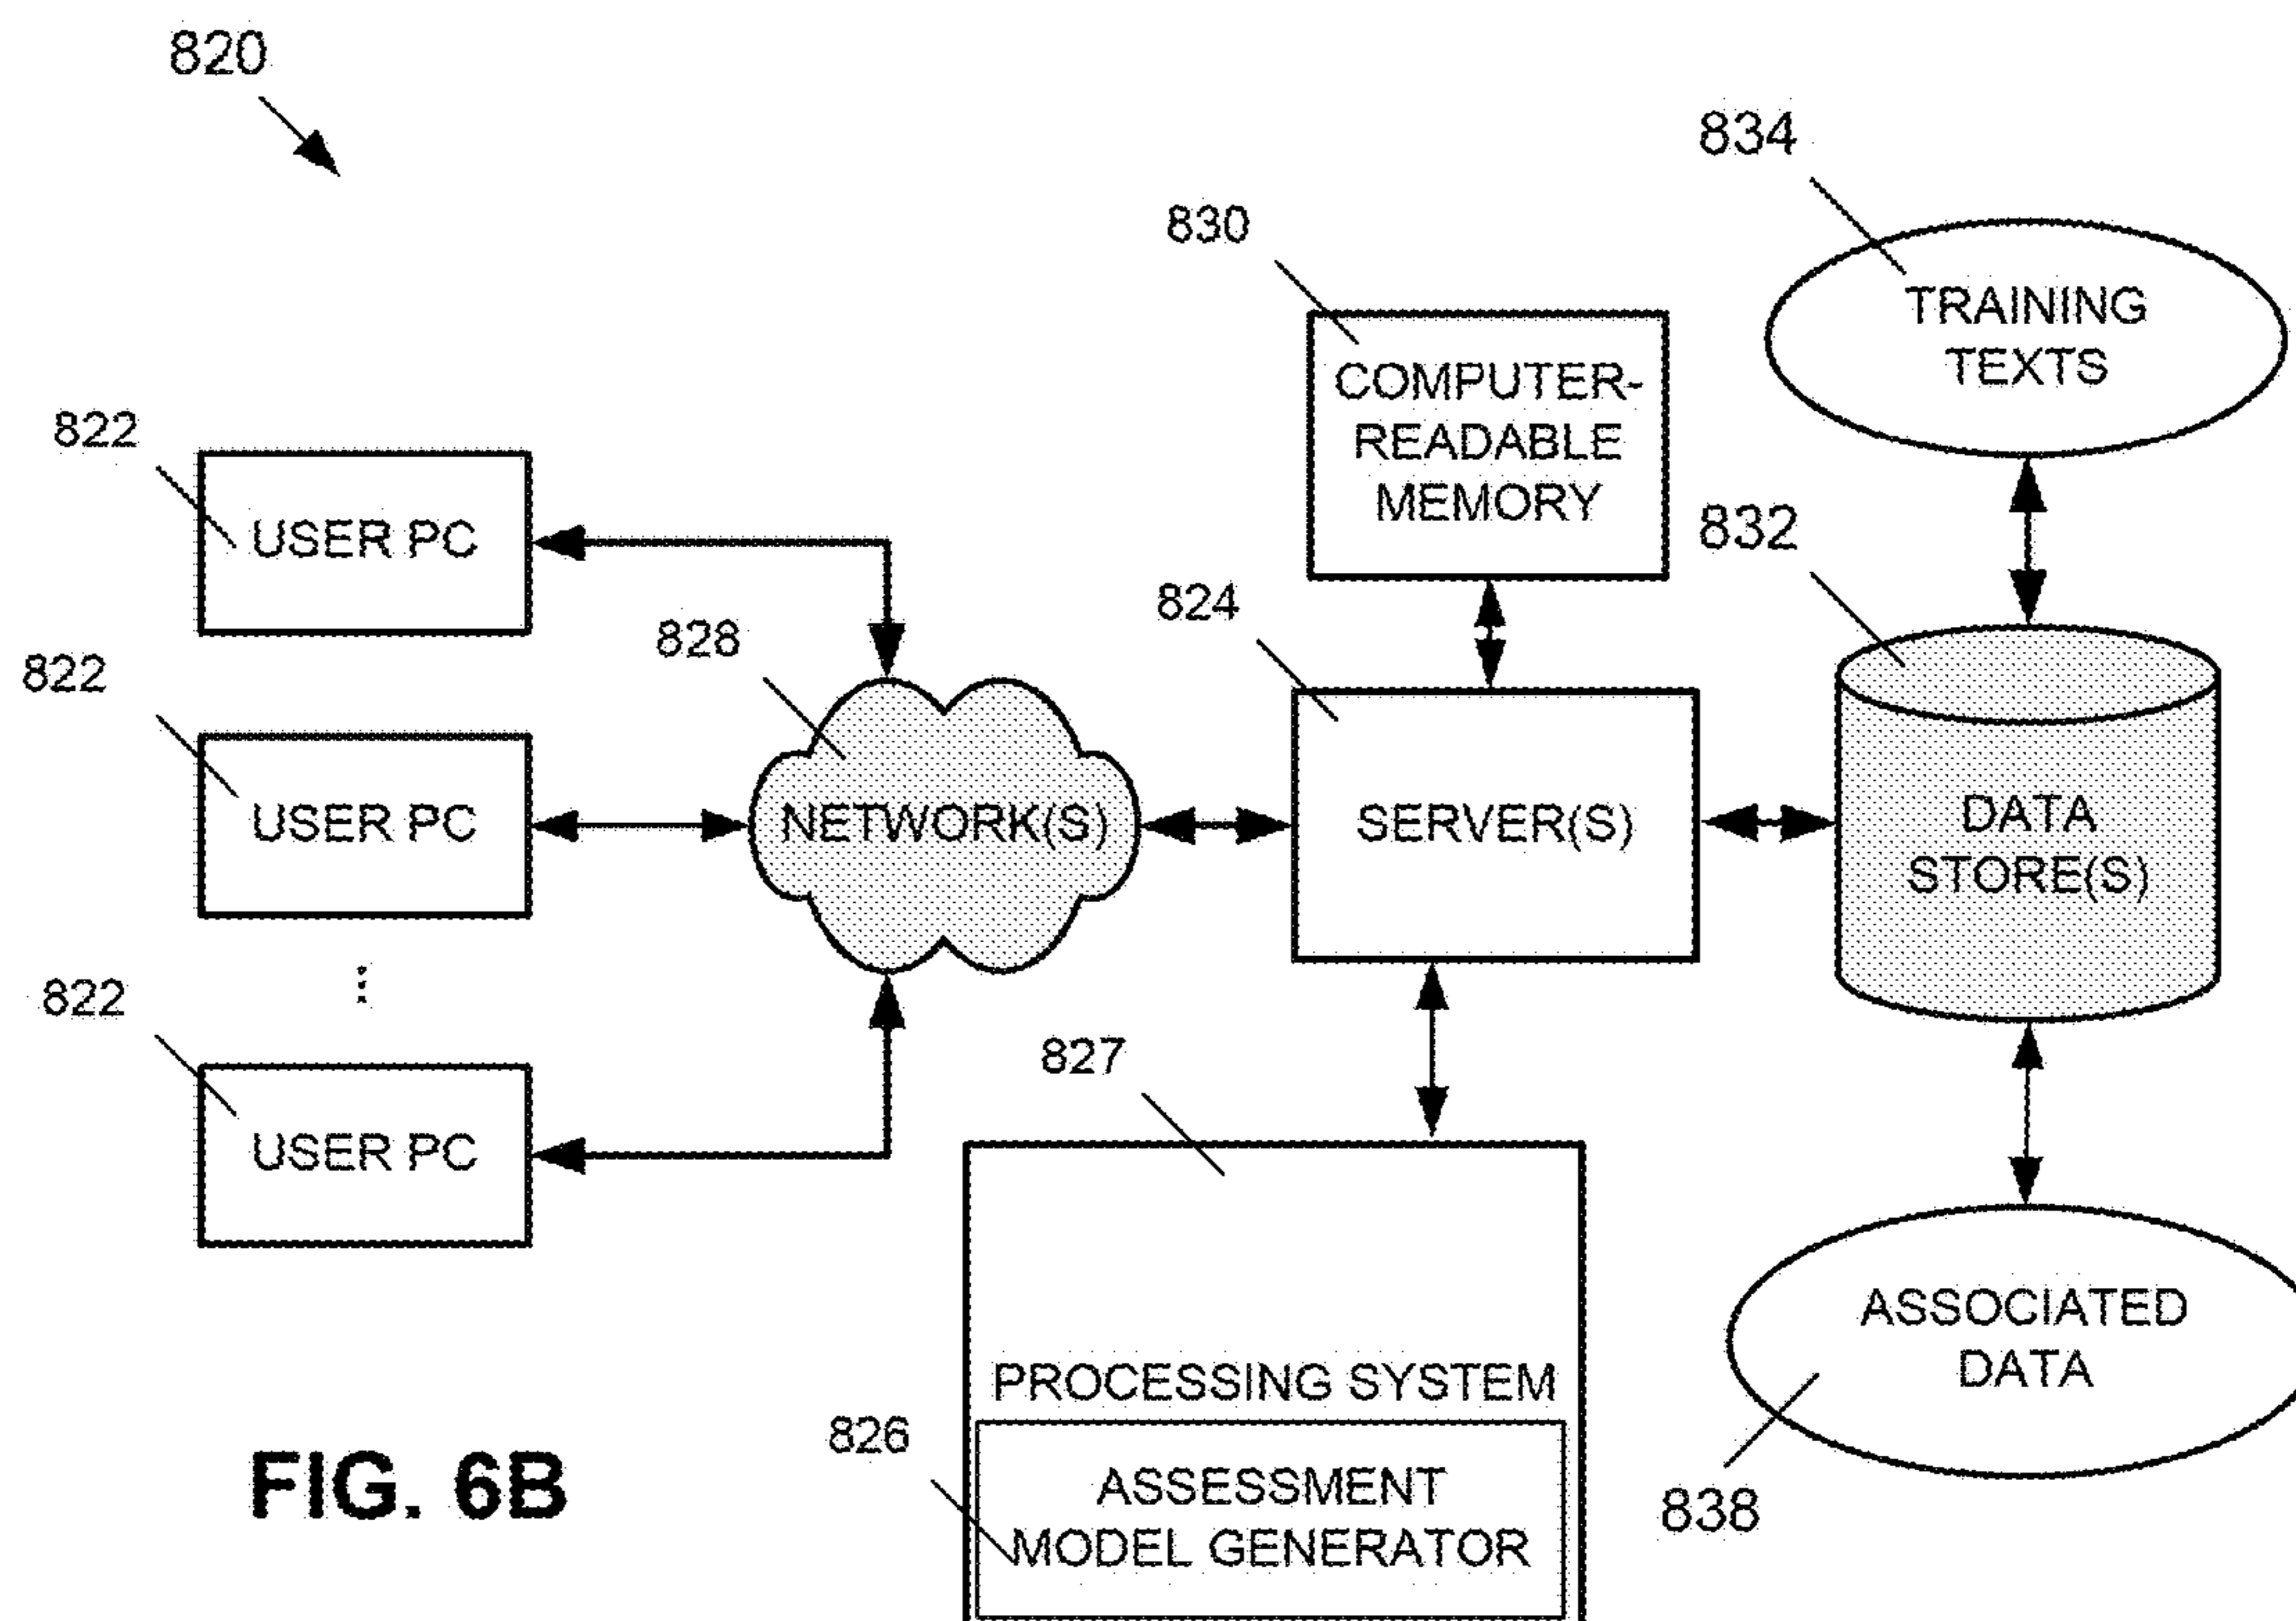 820
834
830
TRAINING
TEXTS
COMPUTER-
READABLE
MEMORY
822
USER PC
832
824
828
822
USER PC
NETWORK(S)
SERVER(S)
DATA
STORE(S)
822
USER PC
827
PROCESSING SYSTEM
826
ASSESSMENT
MODEL GENERATOR
ASSOCIATED
DATA
838
FIG. 6B